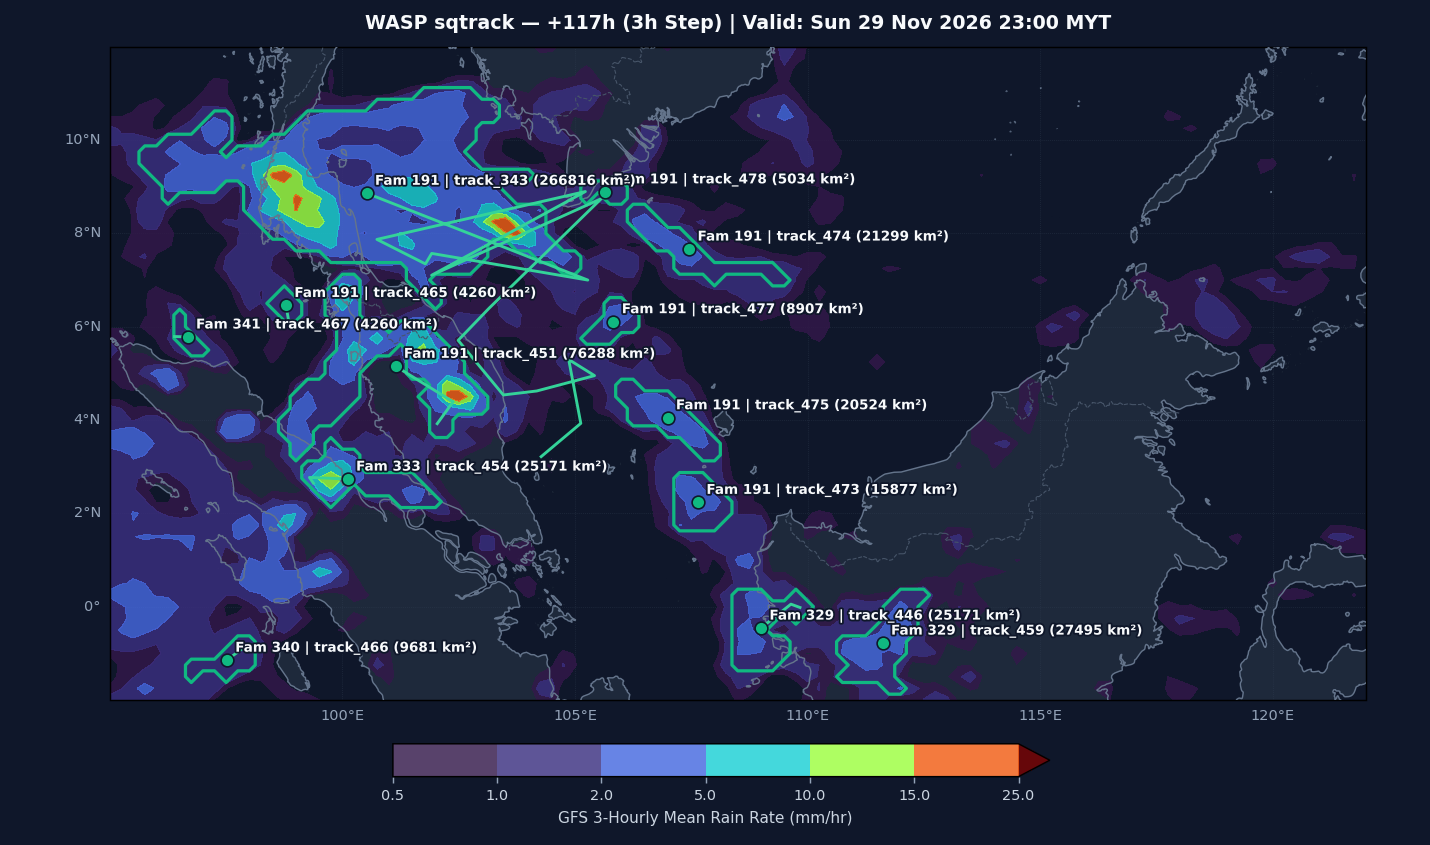 WASP sqtrack — +117h (3h Step) | Valid: Sun 29 Nov 2026 23:00 MYT
10°N
8°N
6°N
4°N
2°N
0°
Fam 191 | track_343 (266816 km²)
191 | track_478 (5034 km²)
Fam 191 | track_474 (21299 km²)
Fam 191 | track_465 (4260 km²)
Fam 191 | track_477 (8907 km²)
Fam 341 | track_467 (4260 km²)
Fam 191 | track_451 (76288 km²)
Fam 191 | track_475 (20524 km²)
Fam 333 | track_454 (25171 km²)
Fam 191 | track_473 (15877 km²)
Fam 329 | track_446 (25171 km²)
Fam 329 | track_459 (27495 km²)
Fam 340 | track_466 (9681 km²)
100°E 105°E 110°E 115°E 120°E
0.5 1.0 2.0 5.0 10.0 15.0 25.0
GFS 3-Hourly Mean Rain Rate (mm/hr)